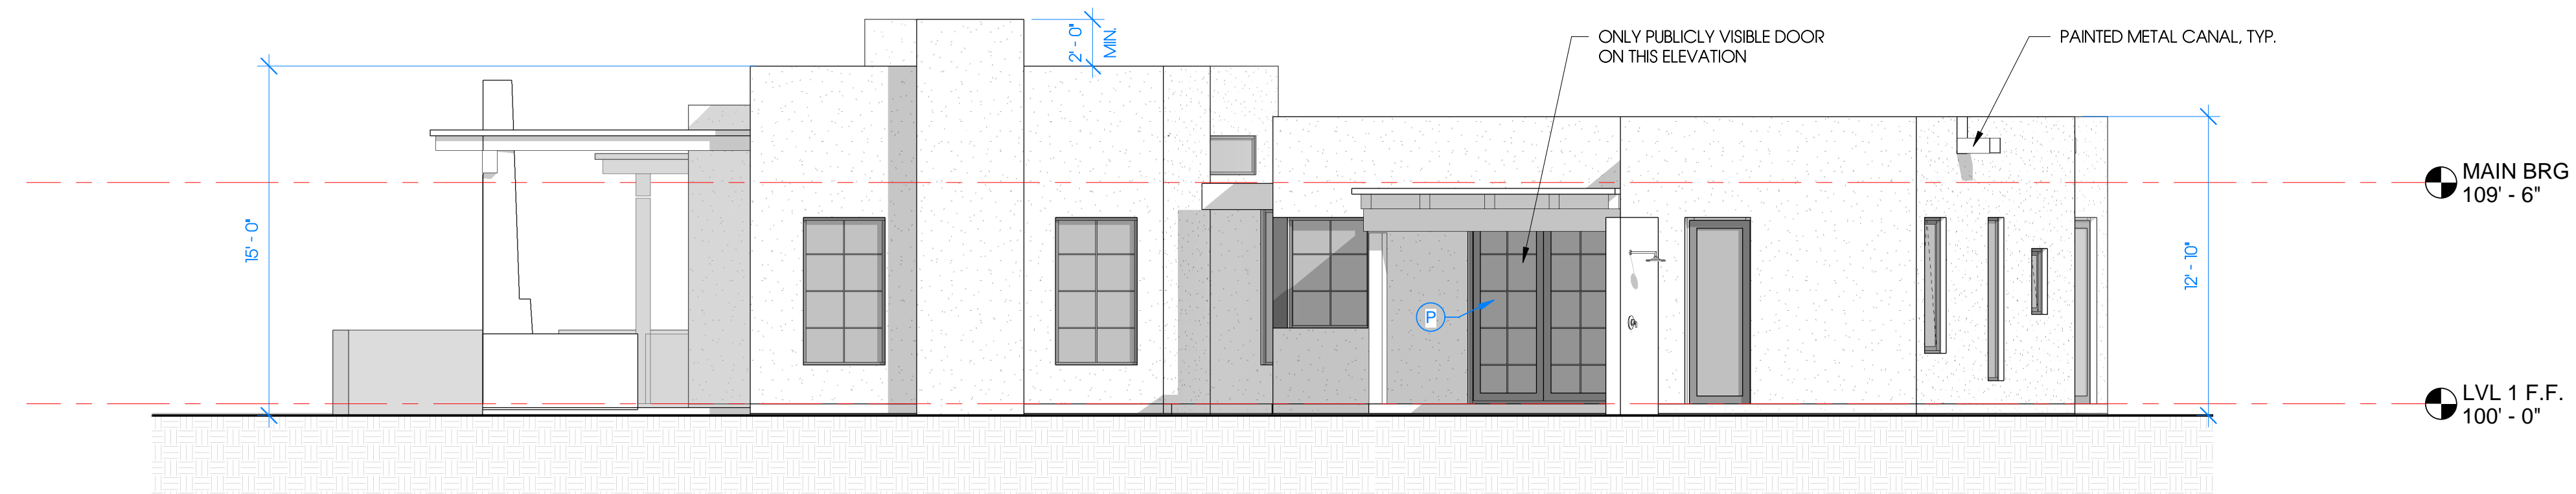 2' - 0"
MIN.
ONLY PUBLICLY VISIBLE DOOR
ON THIS ELEVATION
PAINTED METAL CANAL, TYP.
MAIN BRG
109' - 6"
15' - 0"
12' - 10"
P
LVL 1 F.F.
100' - 0"